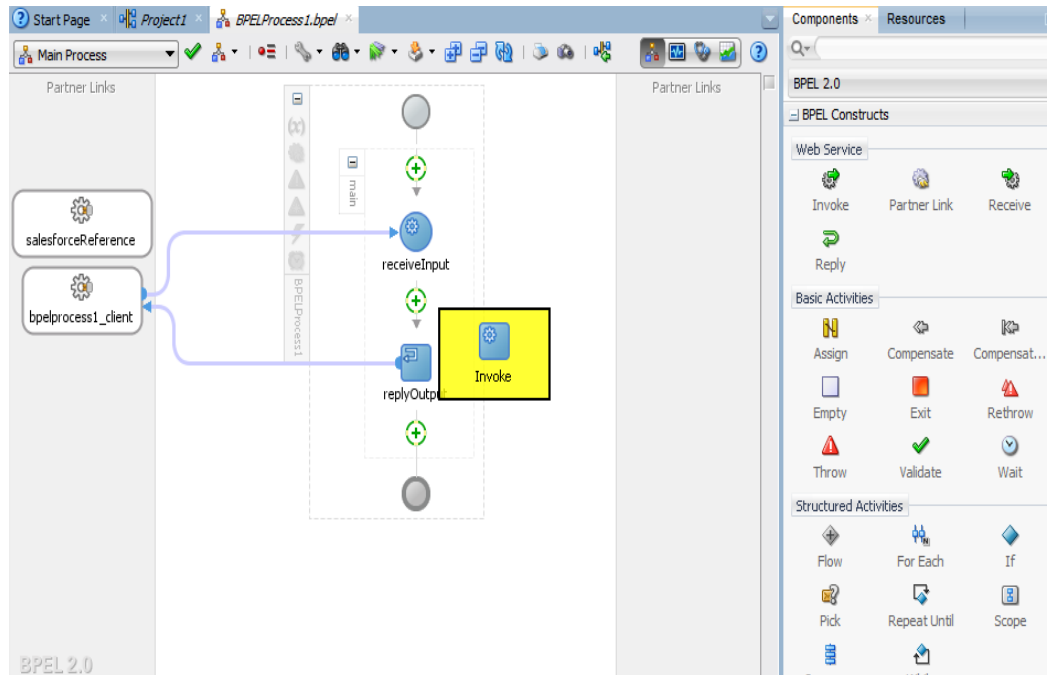 Start Page
Project1
BPELProcess1.bpel
Components
Resources
Main Process
BPEL 2.0
Partner Links
Partner Links
BPEL Constructs
(x)
main
BPELProcess1
salesforceReference
bpelprocess1_client
receiveInput
replyOutput
Invoke
Web Service
Invoke
Partner Link
Receive
Reply
Basic Activities
Assign
Compensate
Compensat...
Empty
Exit
Rethrow
Throw
Validate
Wait
Structured Activities
Flow
For Each
If
Pick
Repeat Until
Scope
BPEL 2.0